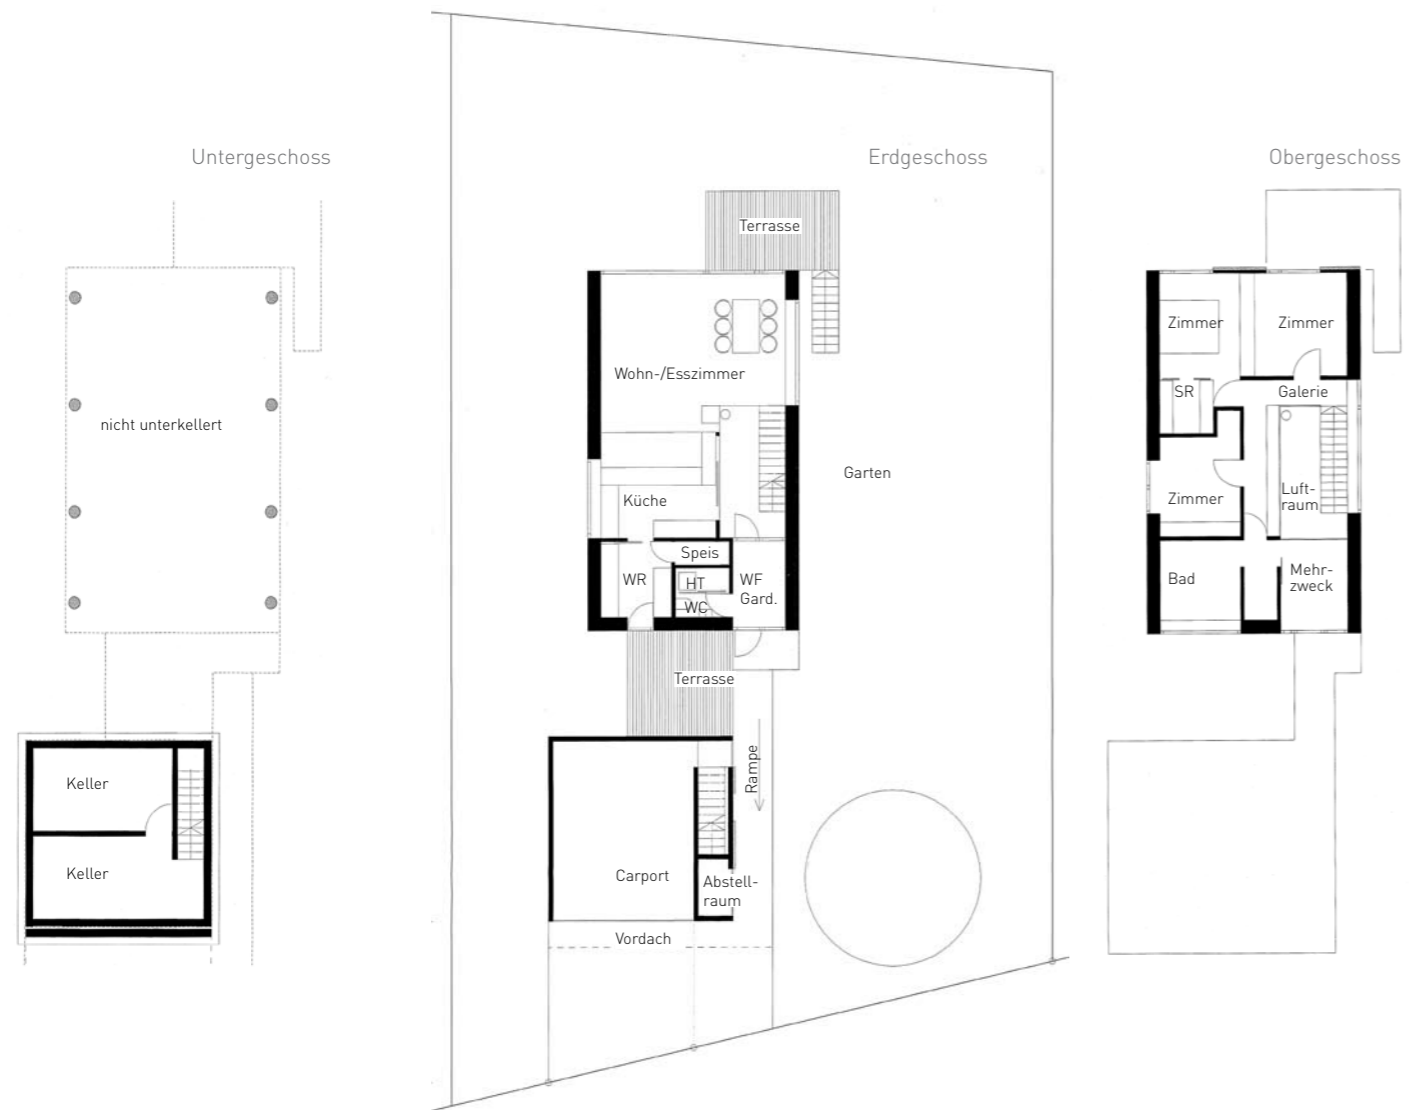 Untergeschoss
nicht unterkellert
Keller
Keller
Erdgeschoss
Terrasse
Wohn-/Esszimmer
Garten
Küche
Speis
WR
HT
WC
WF
Gard.
Terrasse
Rampe
Carport
Abstell-
raum
Vordach
Obergeschoss
Zimmer
Zimmer
SR
Galerie
Zimmer
Luft-
raum
Bad
Mehr-
zweck